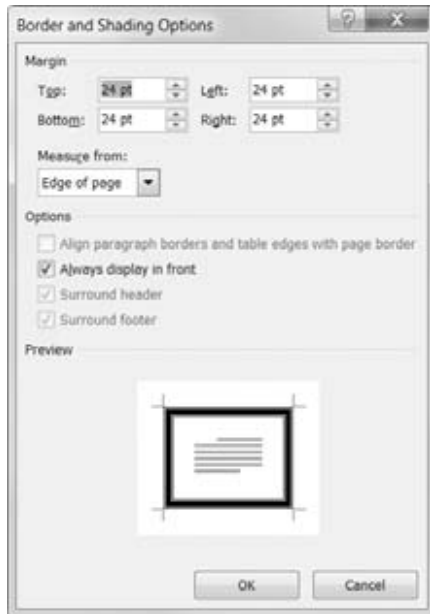 Border and Shading Options
Margin
Top: 24 pt Left: 24 pt
Bottom: 24 pt Right: 24 pt
Measure from:
Edge of page
Options
Align paragraph borders and table edges with page border
Always display in front
Surround header
Surround footer
Preview
OK Cancel